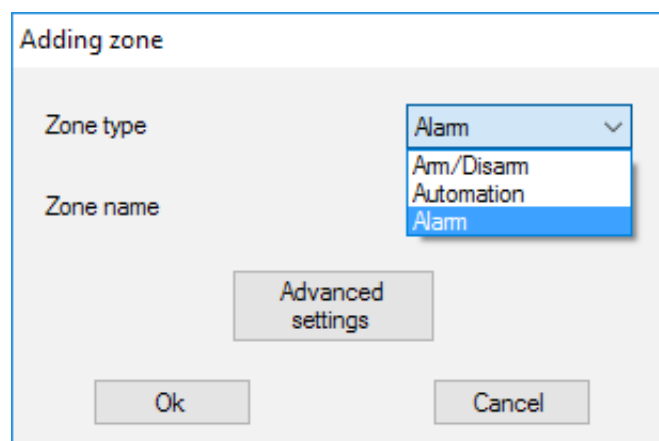 Adding zone
Zone type
Alarm
Arm/Disarm
Automation
Alarm
Zone name
Advanced
settings
Ok
Cancel